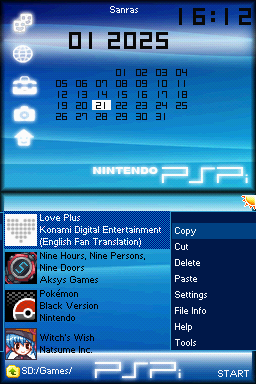 Sanras
16:12
01 2025
01 02 03 04
05 06 07 08 09 10 11
12 13 14 15 16 17 18
19 20 21 22 23 24 25
26 27 28 29 30 31
NINTENDO PSPi
Love Plus
Konami Digital Entertainment
(English Fan Translation)
Nine Hours, Nine Persons,
Nine Doors
Aksys Games
Pokémon
Black Version
Nintendo
Witch's Wish
Natsume Inc.
Copy
Cut
Delete
Paste
Settings
File Info
Help
Tools
SD:/Games/
PSPi
START